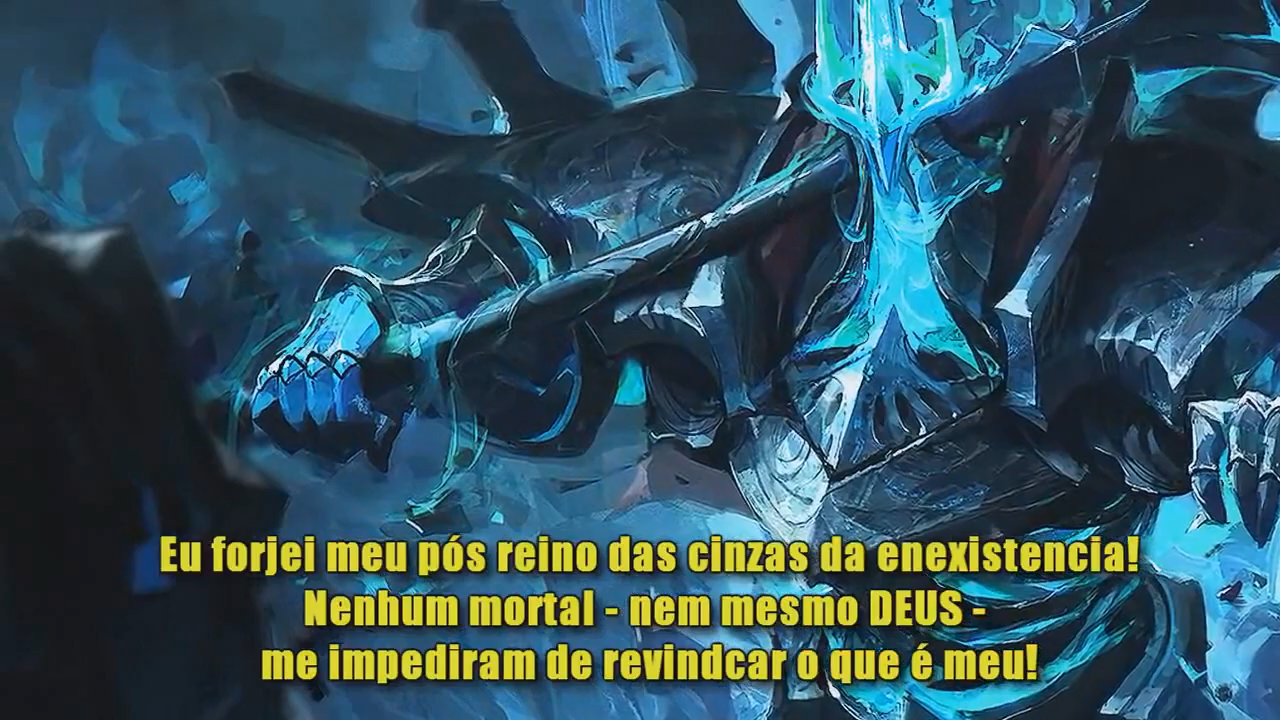 Eu forjei meu pós reino das cinzas da enexistencia!
Nenhum mortal - nem mesmo DEUS -
me impediram de revindcar o que é meu!